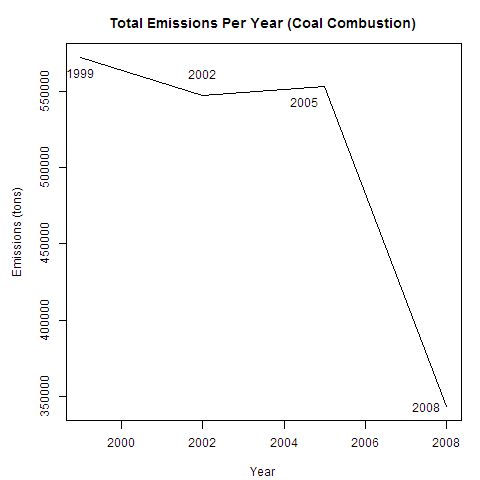 Total Emissions Per Year (Coal Combustion)
Emissions (tons)
550000
500000
450000
400000
350000
1999
2002
2005
2008
2000 2002 2004 2006 2008
Year